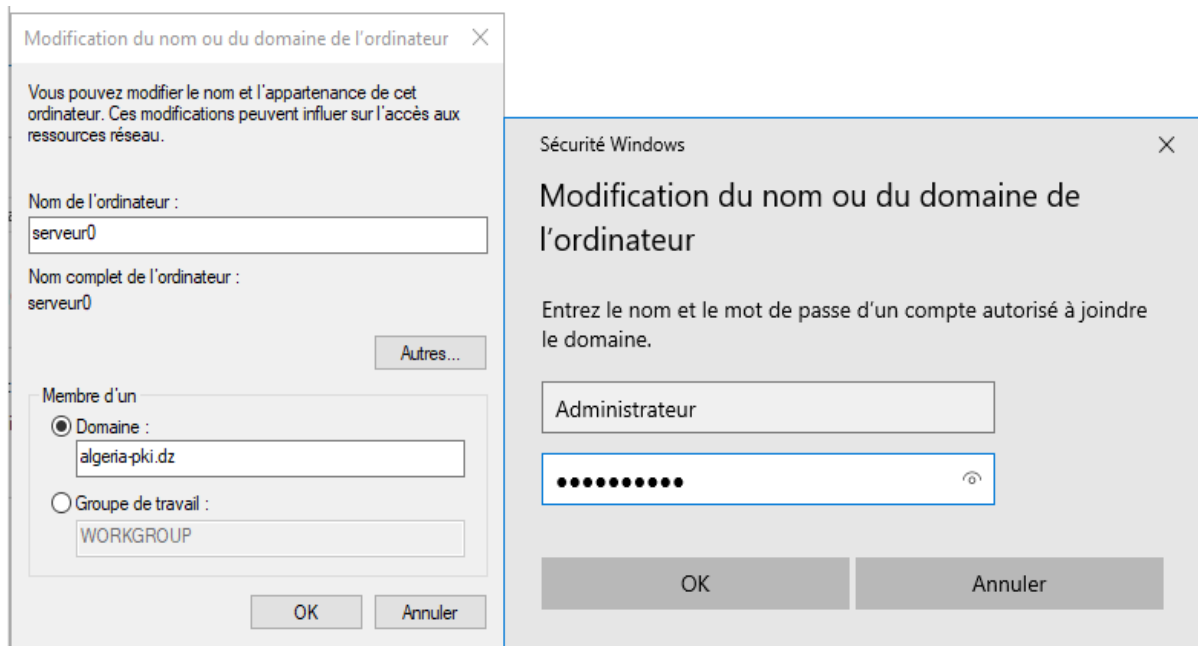 Modification du nom ou du domaine de l'ordinateur
Vous pouvez modifier le nom et l'appartenance de cet
ordinateur. Ces modifications peuvent influer sur l'accès aux
ressources réseau.
Nom de l'ordinateur :
serveur0
Nom complet de l'ordinateur :
serveur0
Autres...
Membre d'un
Domaine :
algeria-pki.dz
Groupe de travail :
WORKGROUP
OK
Annuler
Sécurité Windows
Modification du nom ou du domaine de
l'ordinateur
Entrez le nom et le mot de passe d'un compte autorisé à joindre
le domaine.
Administrateur
●●●●●●●●●●
OK
Annuler